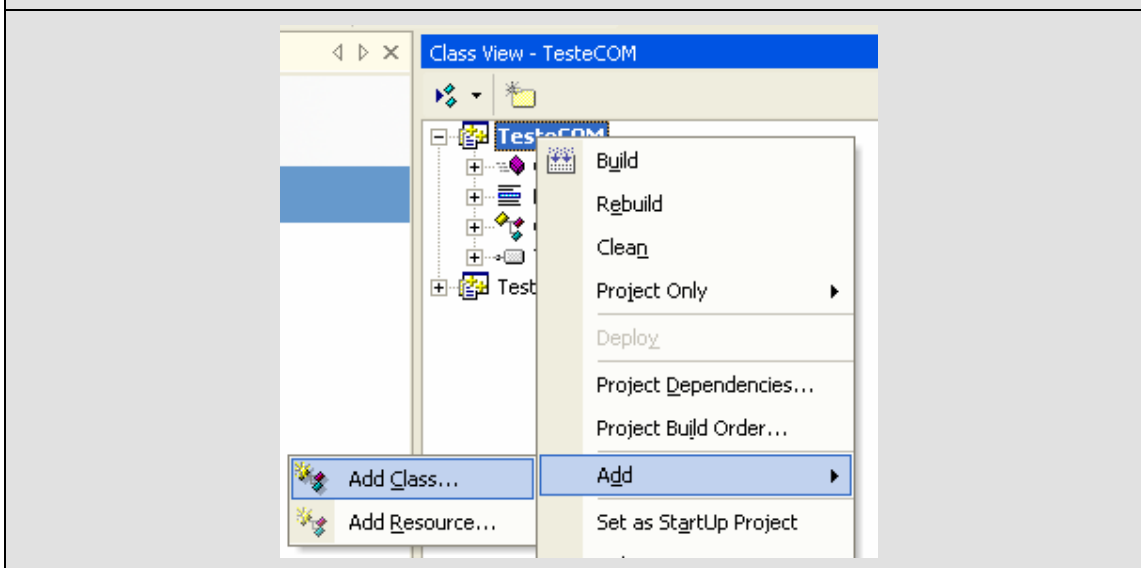 Class View - TesteCOM
TesteCOM
Build
Rebuild
Clean
Test
Project Only
Deploy
Project Dependencies...
Project Build Order...
Add Class...
Add
Add Resource...
Set as StartUp Project